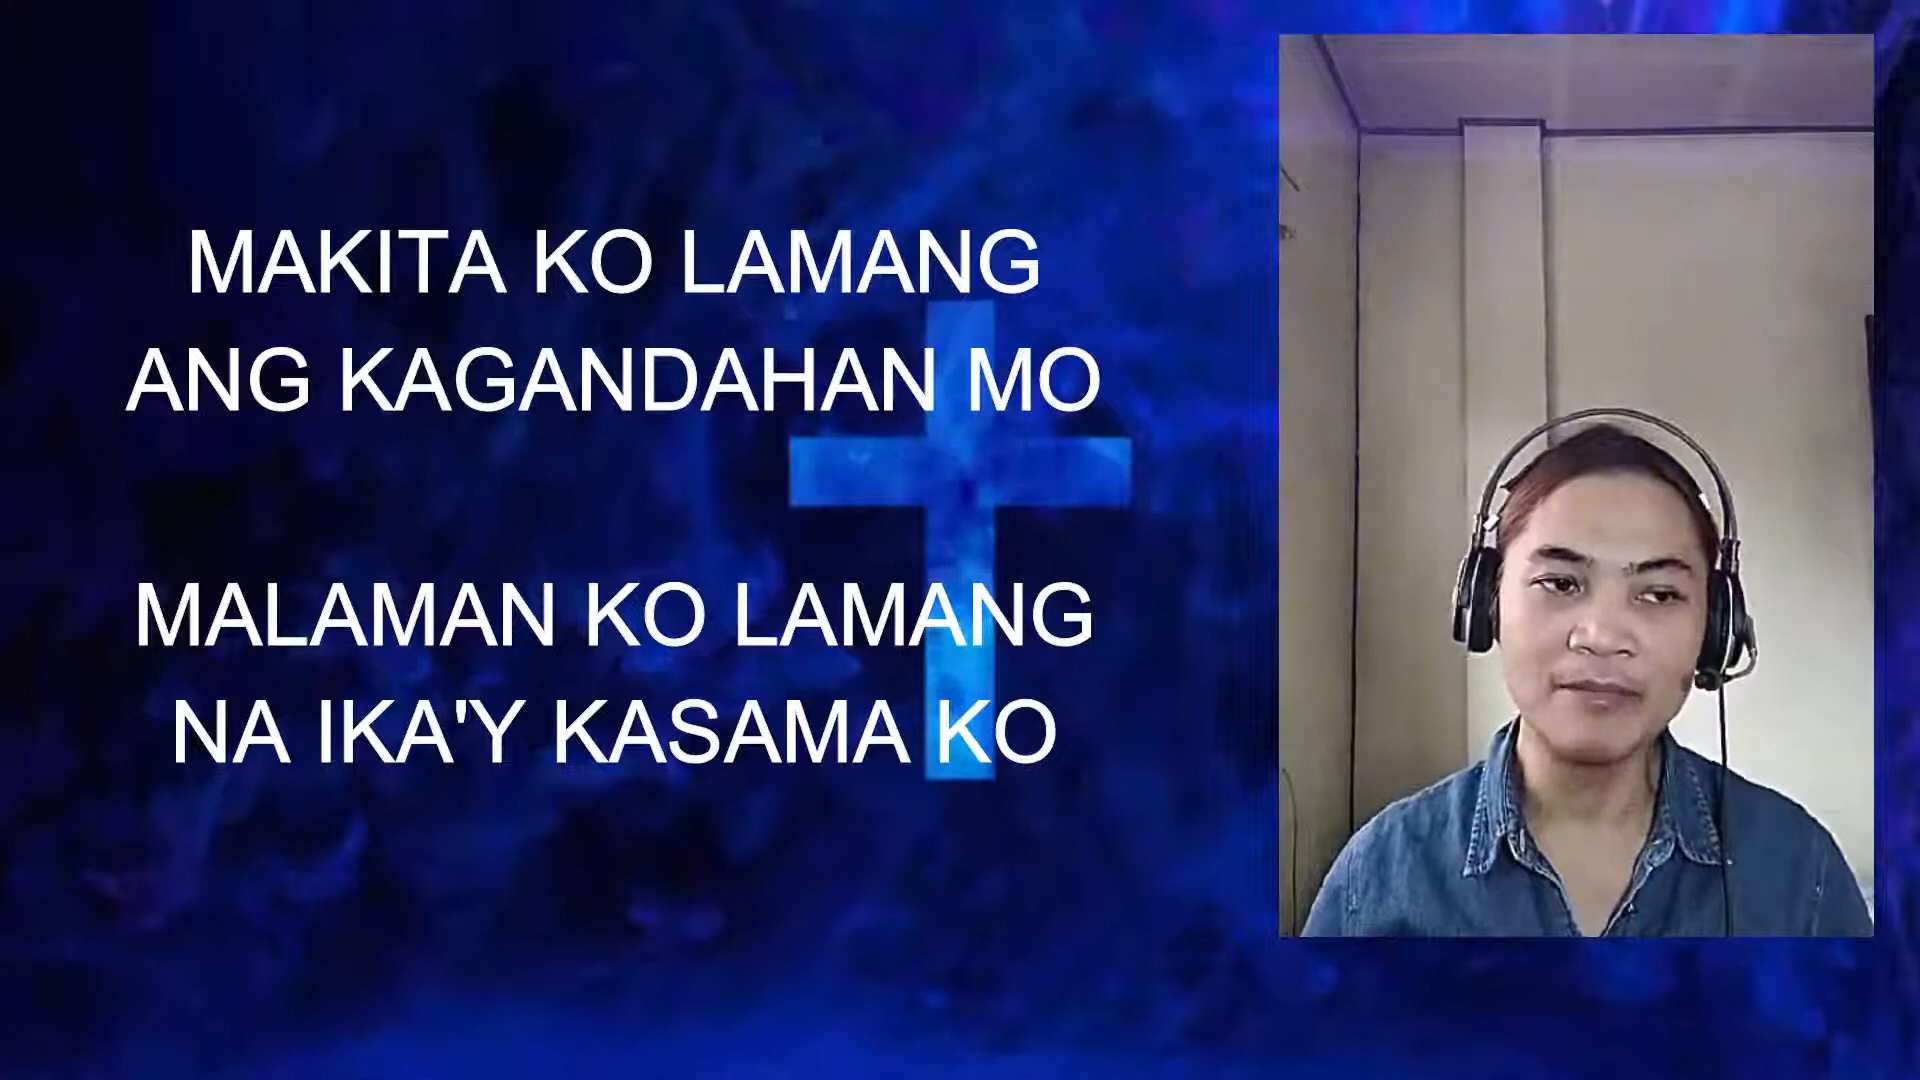 MAKITA KO LAMANG
ANG KAGANDAHAN MO
MALAMAN KO LAMANG
NA IKA'Y KASAMA KO